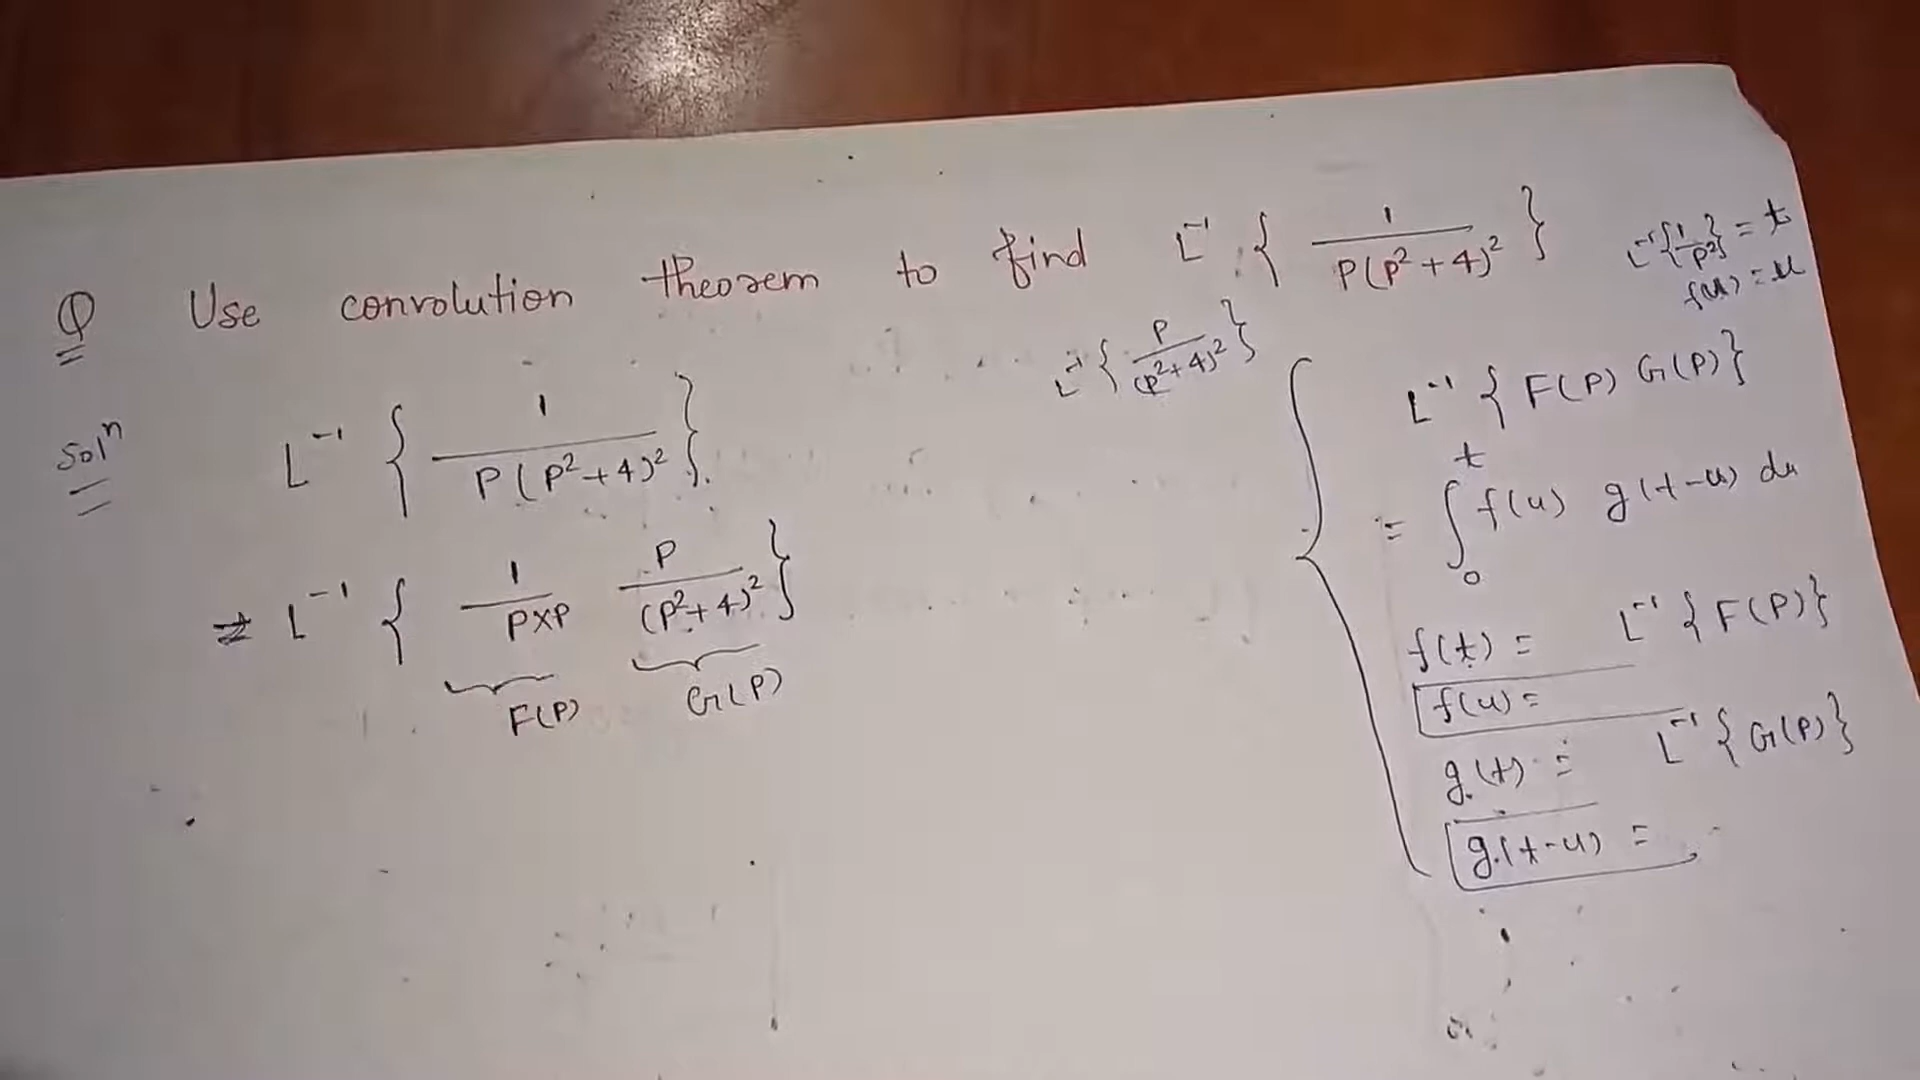 Q Use convolution theorem to find L⁻¹ { 1 / P(P²+4)² }
L⁻¹{1/P²} = t
f(u) = u
L⁻¹ { P / (P²+4)² }
Solⁿ L⁻¹ { 1 / P(P²+4)² }.
= L⁻¹ { 1 / P×P P / (P²+4)² }
F(P) G(P)
L⁻¹ { F(P) G(P) }
= ∫₀ᵗ f(u) g(t-u) du
f(t) = L⁻¹ { F(P) }
f(u) =
g(t) = L⁻¹ { G(P) }
g(t-u) =